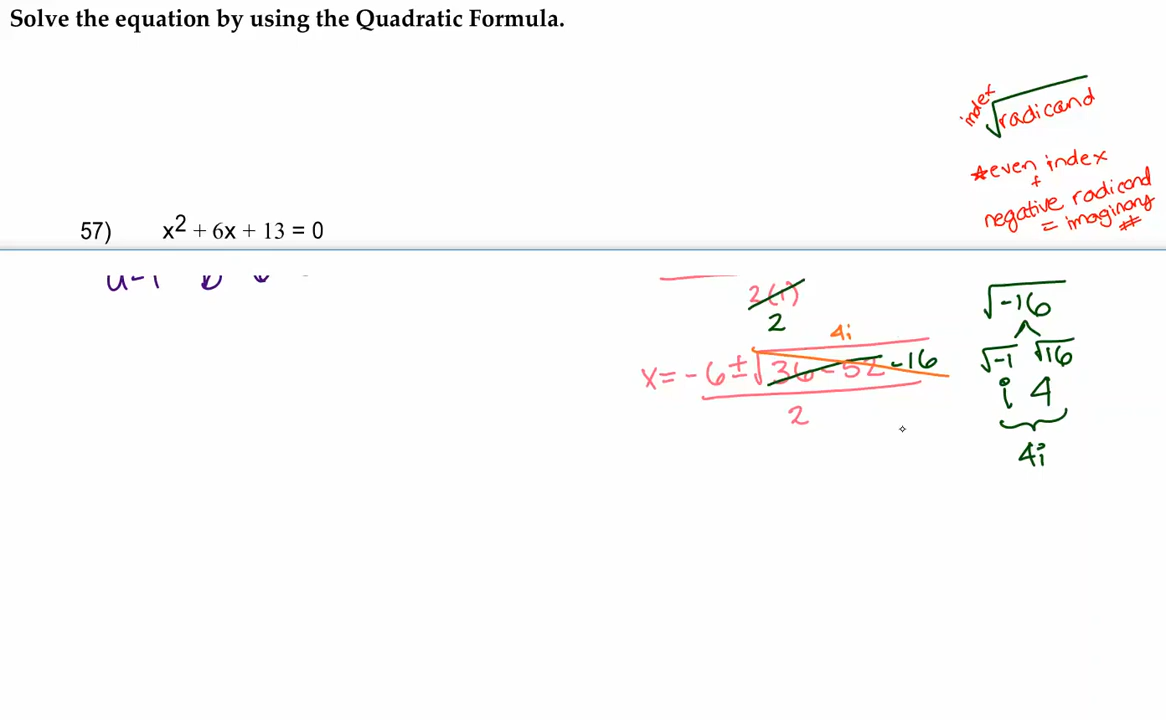 Solve the equation by using the Quadratic Formula.
index √radicand
*even index
+
negative radicand
= imaginary
#
57) x² + 6x + 13 = 0
2(1)
2
4i
x = -6 ± √36 - 52 -16
2
√-16
√-1 √16
i 4
4i